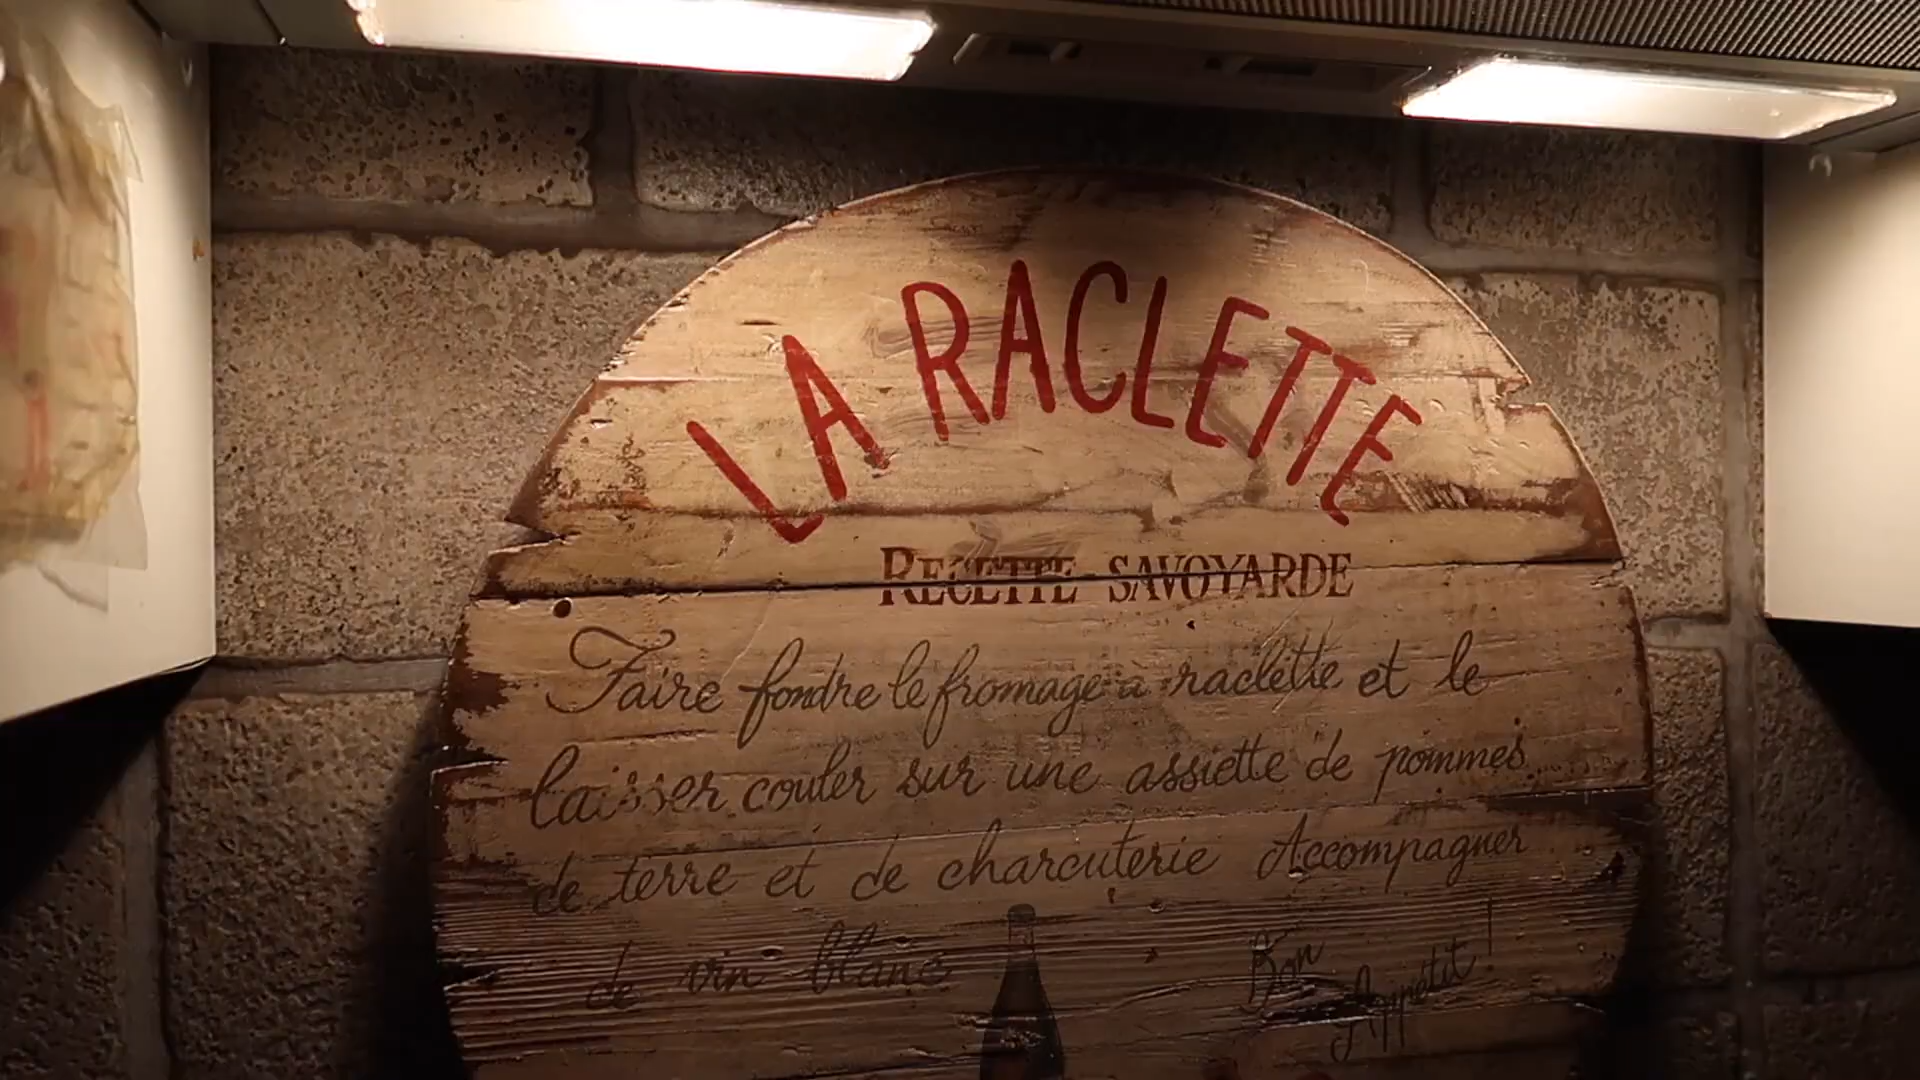 LA RACLETTE
RECETTE SAVOYARDE
Faire fondre le fromage à raclette et le
laisser couler sur une assiette de pommes
de terre et de charcuterie Accompagner
de vin blanc
Bon
Appétit!